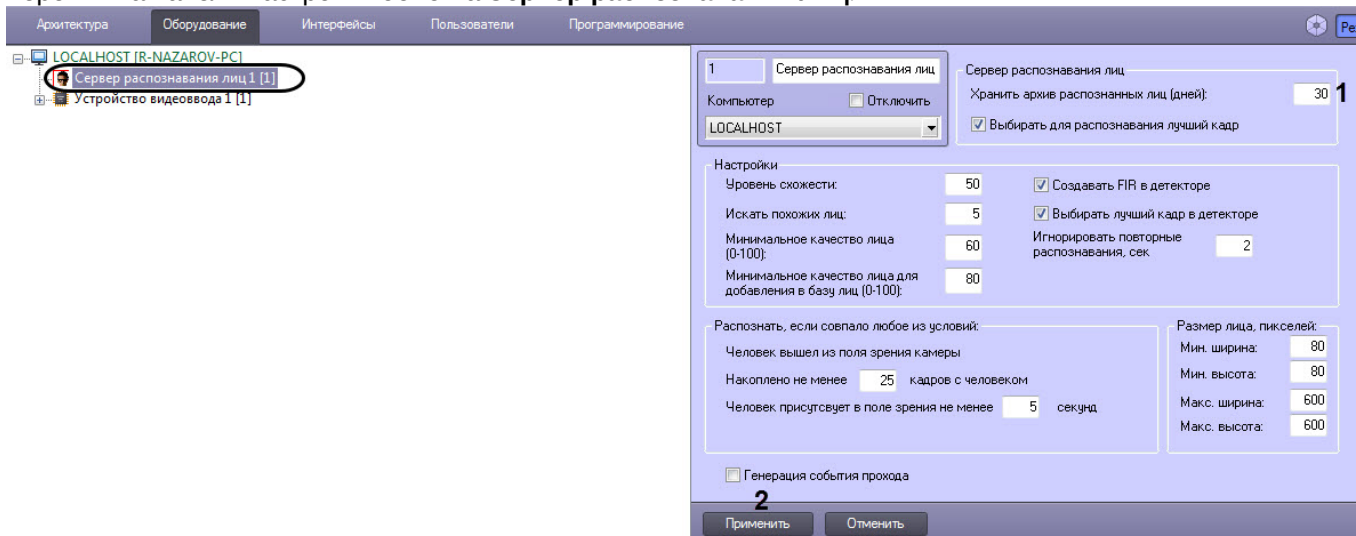 Архитектура Оборудование Интерфейсы Пользователи Программирование
LOCALHOST [R-NAZAROV-PC]
Сервер распознавания лиц 1 [1]
Устройство видеоввода 1 [1]
1 Сервер распознавания лиц
Компьютер Отключить
LOCALHOST
Сервер распознавания лиц
Хранить архив распознанных лиц (дней): 30 1
Выбирать для распознавания лучший кадр
Настройки
Уровень схожести: 50 Создавать FIR в детекторе
Искать похожих лиц: 5 Выбирать лучший кадр в детекторе
Минимальное качество лица
(0-100): 60
Игнорировать повторные
распознавания, сек 2
Минимальное качество лица для
добавления в базу лиц (0-100): 80
Распознать, если совпало любое из условий:
Человек вышел из поля зрения камеры
Накоплено не менее 25 кадров с человеком
Человек присутсвует в поле зрения не менее 5 секунд
Размер лица, пикселей:
Мин. ширина: 80
Мин. высота: 80
Макс. ширина: 600
Макс. высота: 600
Генерация события прохода
2
Применить Отменить